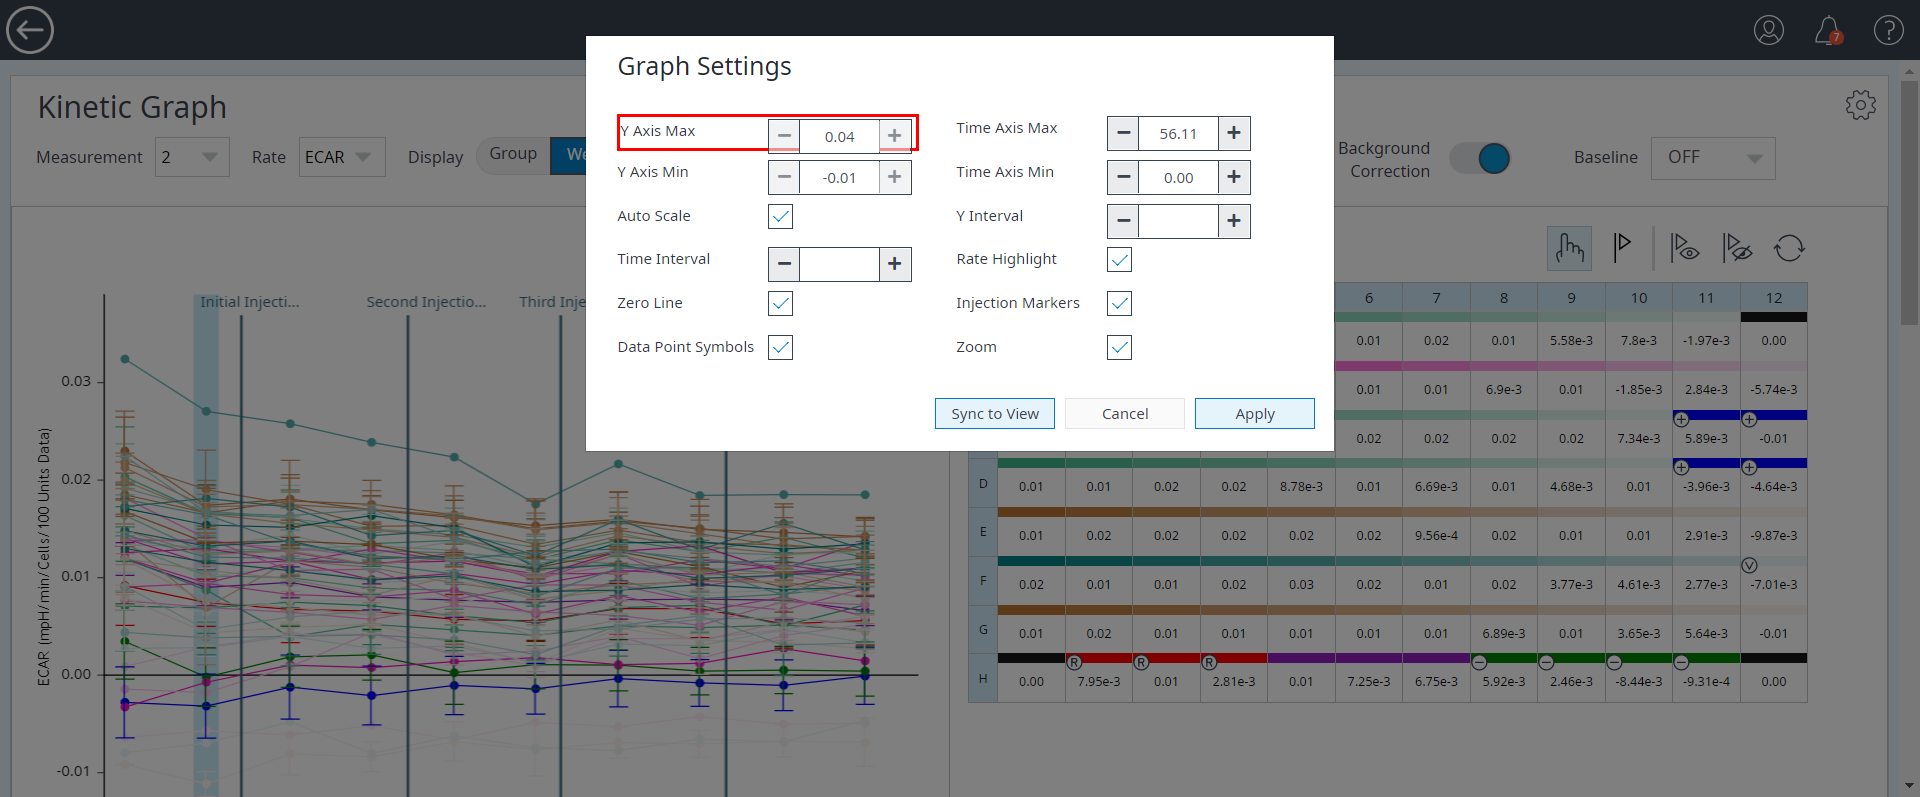 7
Kinetic Graph
Measurement 2 Rate ECAR Display Group We
Background Correction Baseline OFF
Graph Settings
Y Axis Max 0.04 Time Axis Max 56.11
Y Axis Min -0.01 Time Axis Min 0.00
Auto Scale Y Interval
Time Interval Rate Highlight
Zero Line Injection Markers
Data Point Symbols Zoom
Sync to View Cancel Apply
Initial Injecti... Second Injectio... Third Inje
0.03
0.02
0.01
0.00
-0.01
ECAR (mpH/min/Cells/100 Units Data)
6 7 8 9 10 11 12
0.01 0.02 0.01 5.58e-3 7.8e-3 -1.97e-3 0.00
0.01 0.01 6.9e-3 0.01 -1.85e-3 2.84e-3 -5.74e-3
0.02 0.02 0.02 0.02 7.34e-3 5.89e-3 -0.01
D 0.01 0.01 0.02 0.02 8.78e-3 0.01 6.69e-3 0.01 4.68e-3 0.01 -3.96e-3 -4.64e-3
E 0.01 0.02 0.02 0.02 0.02 0.02 9.56e-4 0.02 0.01 0.01 2.91e-3 -9.87e-3
V
F 0.02 0.01 0.01 0.02 0.03 0.02 0.01 0.02 3.77e-3 4.61e-3 2.77e-3 -7.01e-3
G 0.01 0.02 0.01 0.01 0.01 0.01 0.01 6.89e-3 0.01 3.65e-3 5.64e-3 -0.01
R R R
H 0.00 7.95e-3 0.01 2.81e-3 0.01 7.25e-3 6.75e-3 5.92e-3 2.46e-3 -8.44e-3 -9.31e-4 0.00